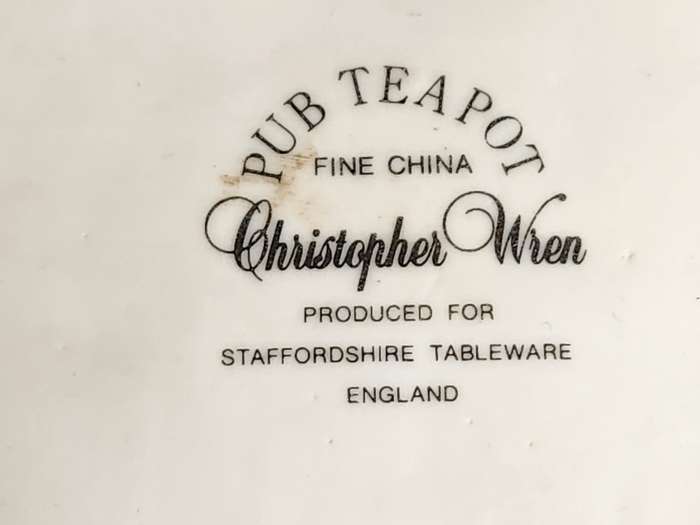 PUB TEAPOT
FINE CHINA
Christopher Wren
PRODUCED FOR
STAFFORDSHIRE TABLEWARE
ENGLAND